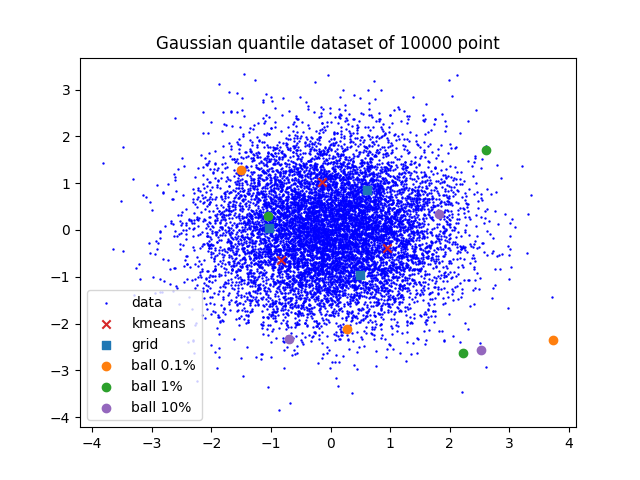 Gaussian quantile dataset of 10000 point
3
2
1
0
−1
−2
−3
−4
data
kmeans
grid
ball 0.1%
ball 1%
ball 10%
−4 −3 −2 −1 0 1 2 3 4